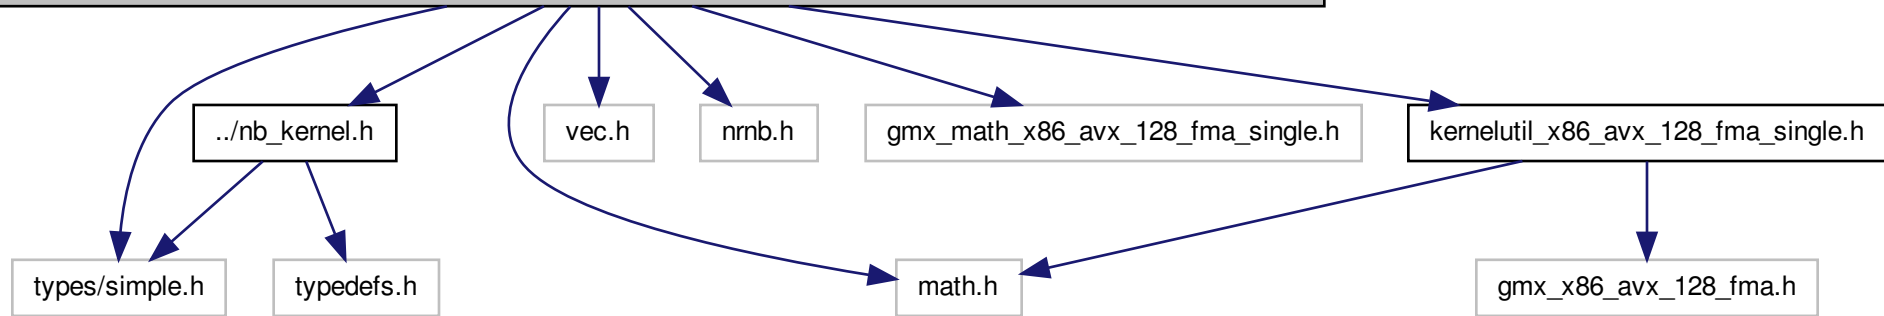 ../nb_kernel.h
vec.h
nrnb.h
gmx_math_x86_avx_128_fma_single.h
kernelutil_x86_avx_128_fma_single.h
types/simple.h
typedefs.h
math.h
gmx_x86_avx_128_fma.h